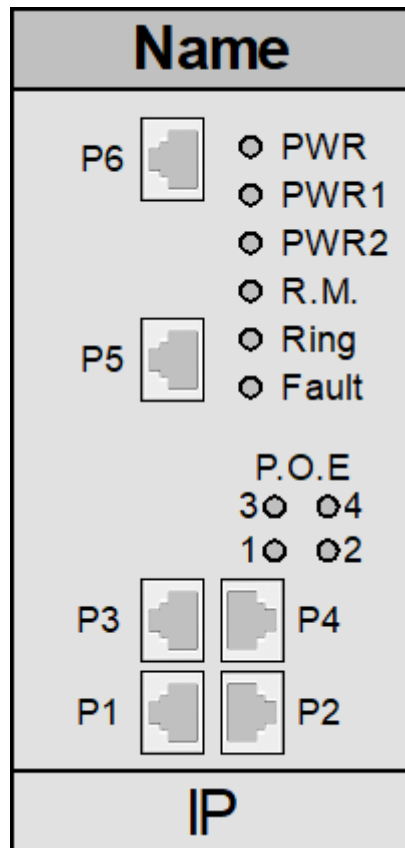 Name
P6
PWR
PWR1
PWR2
R.M.
P5
Ring
Fault
P.O.E
3 4
1 2
P3 P4
P1 P2
IP